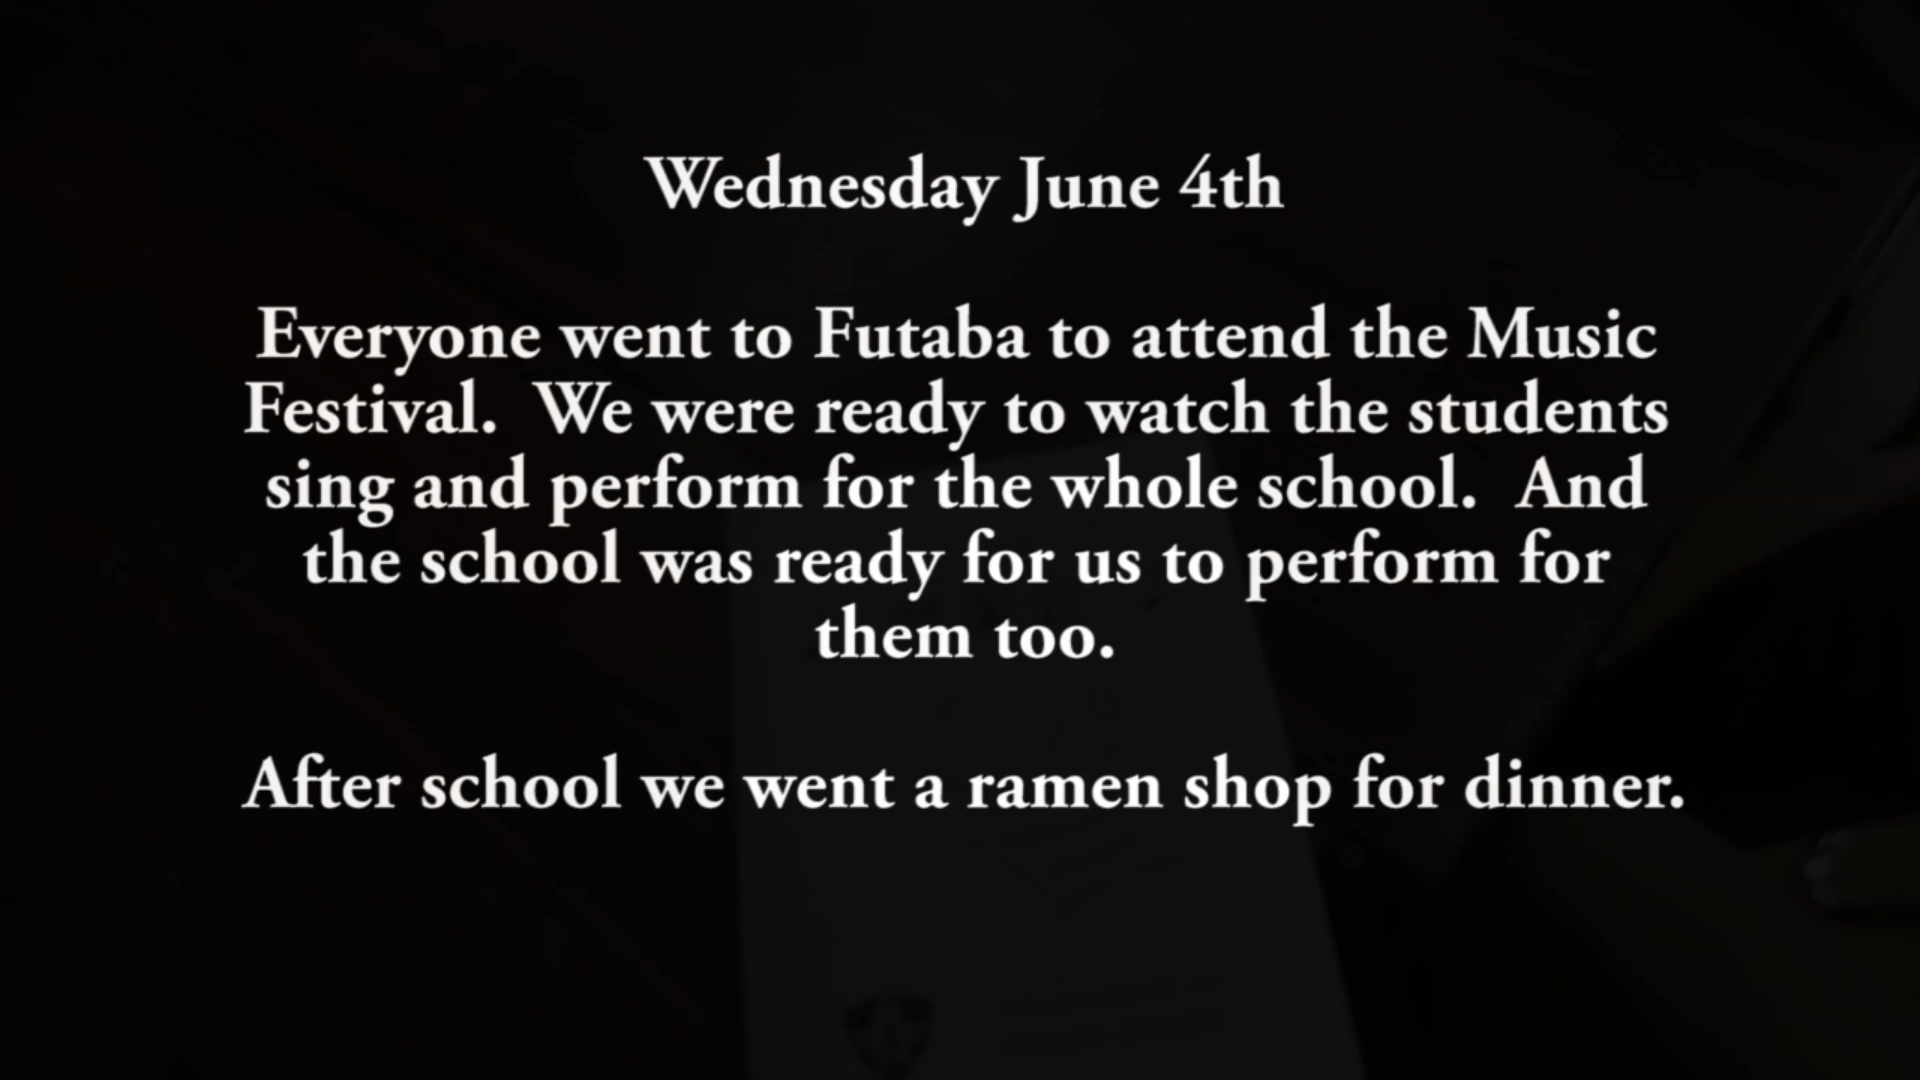 Wednesday June 4th
Everyone went to Futaba to attend the Music
Festival.  We were ready to watch the students
sing and perform for the whole school.  And
the school was ready for us to perform for
them too.
After school we went a ramen shop for dinner.